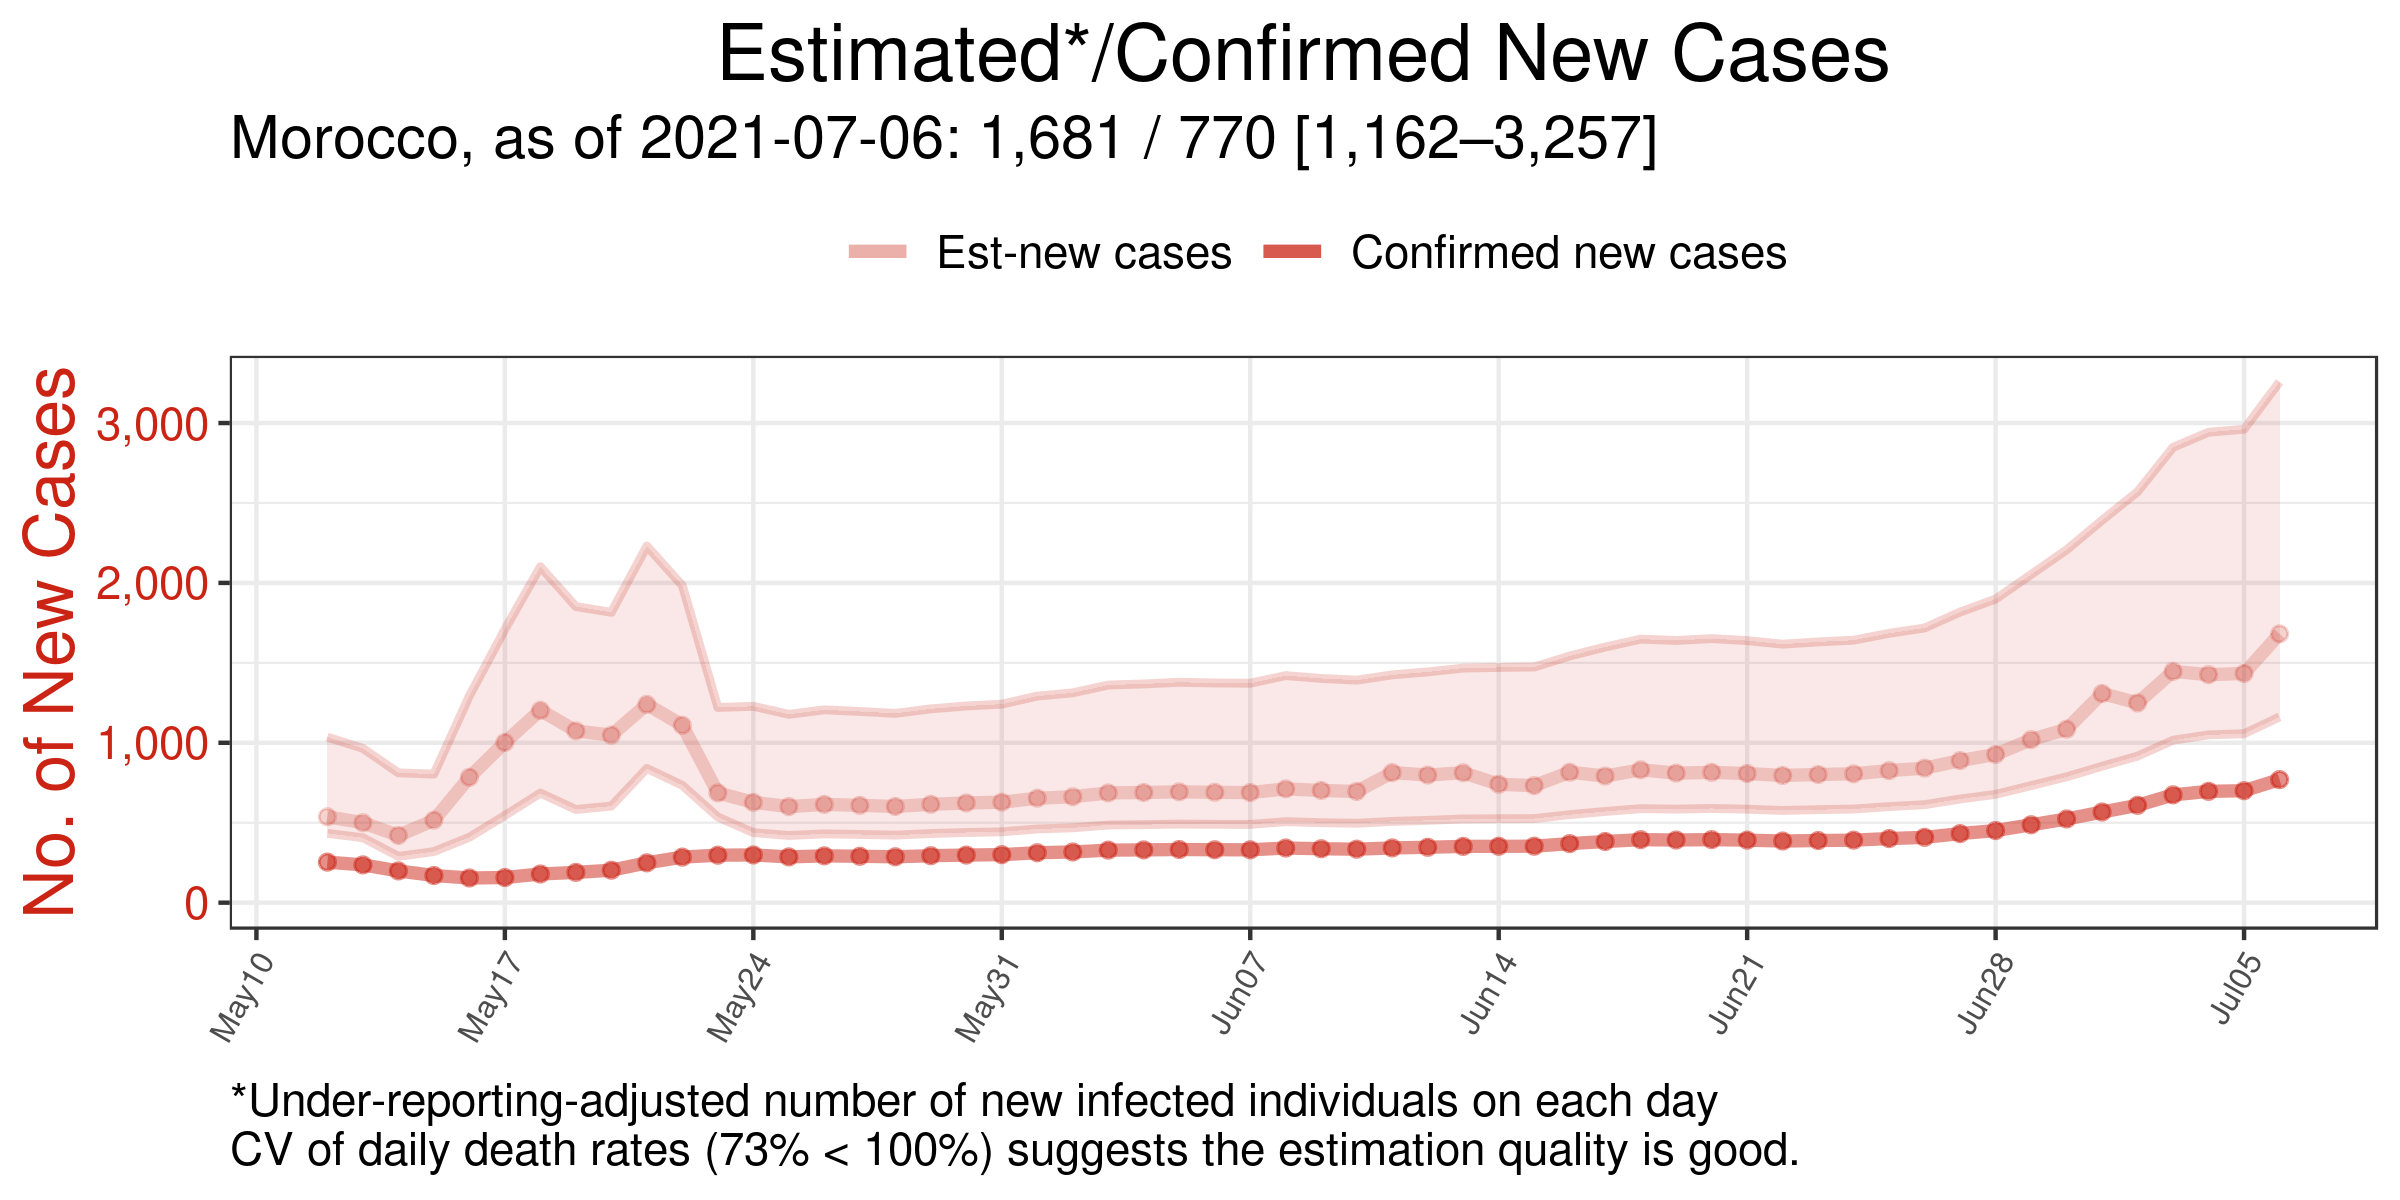 Estimated*/Confirmed New Cases
Morocco, as of 2021-07-06: 1,681 / 770 [1,162–3,257]
Est-new cases
Confirmed new cases
No. of New Cases
3,000
2,000
1,000
0
May10
May17
May24
May31
Jun07
Jun14
Jun21
Jun28
Jul05
*Under-reporting-adjusted number of new infected individuals on each day
CV of daily death rates (73% < 100%) suggests the estimation quality is good.